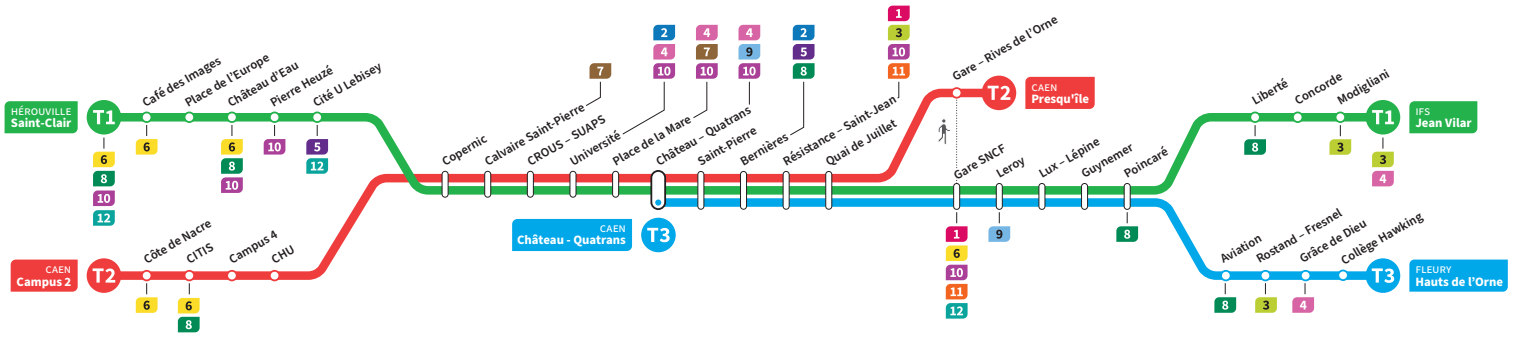 HÉROUVILLE
Saint-Clair
T1
6
8
10
12
Café des Images
6
Place de l'Europe
Château d'Eau
6
8
10
Pierre Heuzé
10
Cité U Lebisey
5
12
CAEN
Campus 2
T2
Côte de Nacre
6
CITIS
6
8
Campus 4
CHU
Copernic
Calvaire Saint-Pierre
7
CROUS – SUAPS
Université
2
4
10
Place de la Mare
4
7
10
Château – Quatrans
4
9
10
CAEN
Château - Quatrans
T3
Saint-Pierre
Bernières
2
5
8
Résistance – Saint-Jean
1
3
10
11
Quai de Juillet
Gare – Rives de l'Orne
T2
CAEN
Presqu'île
Gare SNCF
1
6
10
11
12
Leroy
9
Lux – Lépine
Guynemer
Poincaré
8
Liberté
8
Concorde
Modigliani
3
T1
3
4
IFS
Jean Vilar
Aviation
8
Rostand – Fresnel
3
Grâce de Dieu
4
Collège Hawking
T3
FLEURY
Hauts de l'Orne